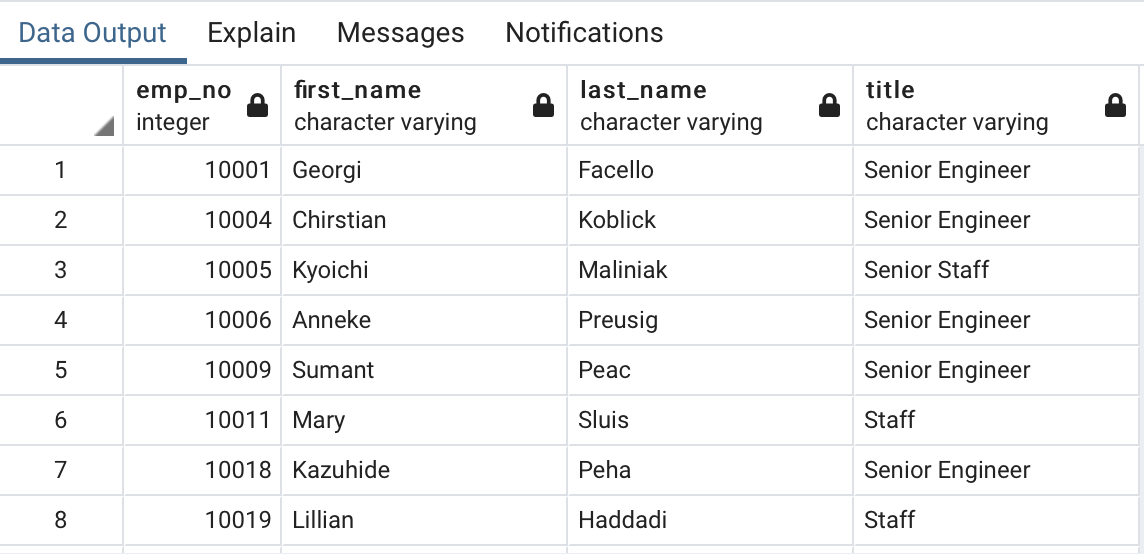 Data Output Explain Messages Notifications
emp_no first_name last_name title
integer character varying character varying character varying
1 10001 Georgi Facello Senior Engineer
2 10004 Chirstian Koblick Senior Engineer
3 10005 Kyoichi Maliniak Senior Staff
4 10006 Anneke Preusig Senior Engineer
5 10009 Sumant Peac Senior Engineer
6 10011 Mary Sluis Staff
7 10018 Kazuhide Peha Senior Engineer
8 10019 Lillian Haddadi Staff